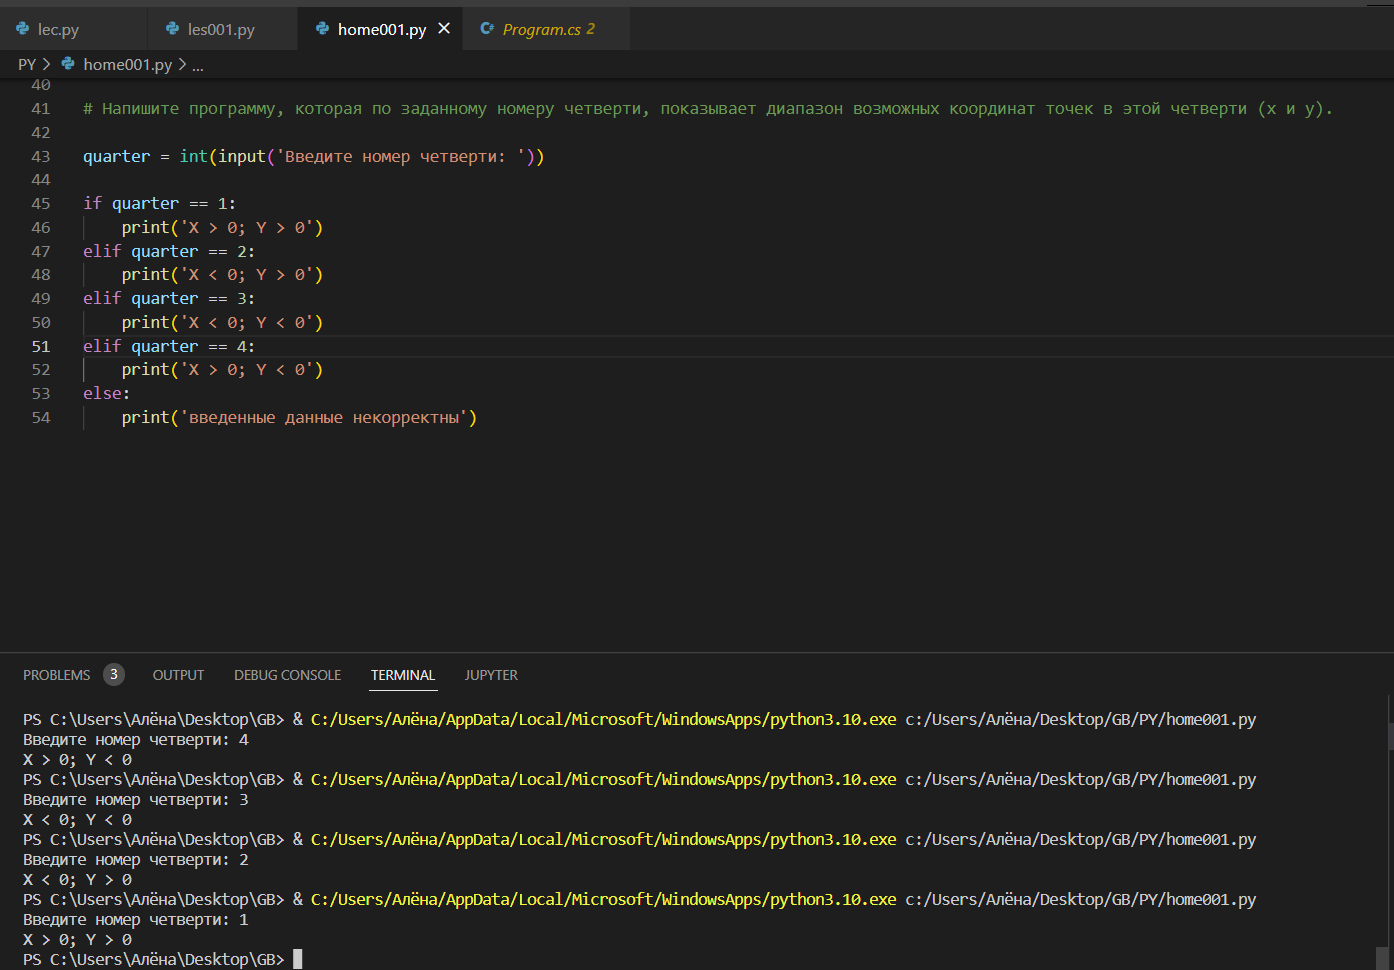 lec.py les001.py home001.py Program.cs 2
PY > home001.py > ...
40
41 # Напишите программу, которая по заданному номеру четверти, показывает диапазон возможных координат точек в этой четверти (x и y).
42
43 quarter = int(input('Введите номер четверти: '))
44
45 if quarter == 1:
46     print('X > 0; Y > 0')
47 elif quarter == 2:
48     print('X < 0; Y > 0')
49 elif quarter == 3:
50     print('X < 0; Y < 0')
51 elif quarter == 4:
52     print('X > 0; Y < 0')
53 else:
54     print('введенные данные некорректны')
PROBLEMS 3 OUTPUT DEBUG CONSOLE TERMINAL JUPYTER
PS C:\Users\Алёна\Desktop\GB> & C:/Users/Алёна/AppData/Local/Microsoft/WindowsApps/python3.10.exe c:/Users/Алёна/Desktop/GB/PY/home001.py
Введите номер четверти: 4
X > 0; Y < 0
PS C:\Users\Алёна\Desktop\GB> & C:/Users/Алёна/AppData/Local/Microsoft/WindowsApps/python3.10.exe c:/Users/Алёна/Desktop/GB/PY/home001.py
Введите номер четверти: 3
X < 0; Y < 0
PS C:\Users\Алёна\Desktop\GB> & C:/Users/Алёна/AppData/Local/Microsoft/WindowsApps/python3.10.exe c:/Users/Алёна/Desktop/GB/PY/home001.py
Введите номер четверти: 2
X < 0; Y > 0
PS C:\Users\Алёна\Desktop\GB> & C:/Users/Алёна/AppData/Local/Microsoft/WindowsApps/python3.10.exe c:/Users/Алёна/Desktop/GB/PY/home001.py
Введите номер четверти: 1
X > 0; Y > 0
PS C:\Users\Алёна\Desktop\GB>